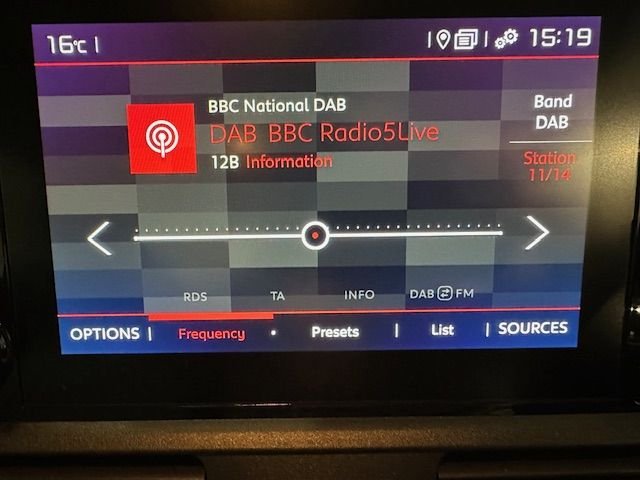 16°C |
15:19
BBC National DAB
DAB BBC Radio5Live
12B Information
Band
DAB
Station
11/14
RDS TA INFO DAB FM
OPTIONS | Frequency • Presets | List | SOURCES